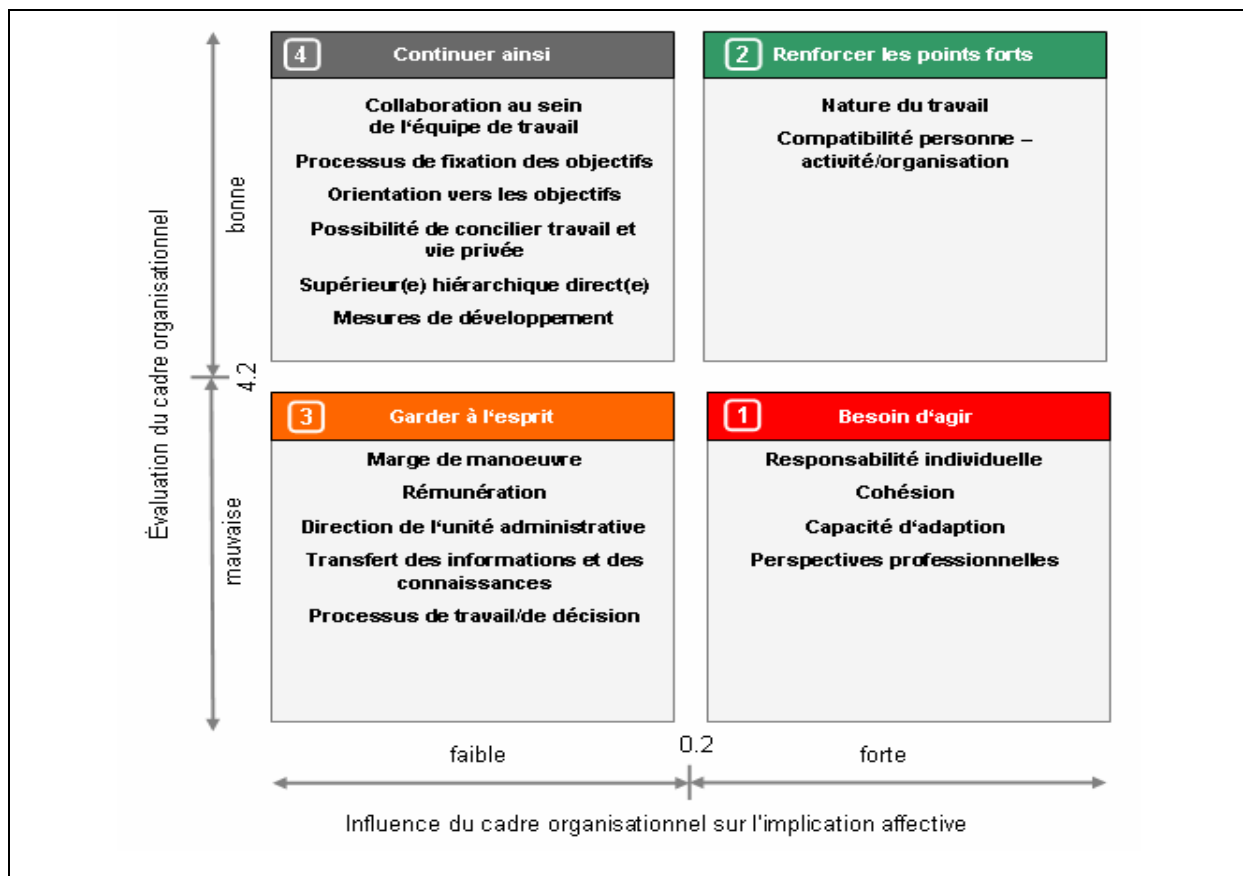 4 Continuer ainsi
Collaboration au sein
de l'équipe de travail
Processus de fixation des objectifs
Orientation vers les objectifs
Possibilité de concilier travail et
vie privée
Supérieur(e) hiérarchique direct(e)
Mesures de développement
2 Renforcer les points forts
Nature du travail
Compatibilité personne –
activité/organisation
3 Garder à l'esprit
Marge de manoeuvre
Rémunération
Direction de l'unité administrative
Transfert des informations et des
connaissances
Processus de travail/de décision
1 Besoin d'agir
Responsabilité individuelle
Cohésion
Capacité d'adaption
Perspectives professionnelles
Évaluation du cadre organisationnel
bonne
4.2
mauvaise
faible
0.2
forte
Influence du cadre organisationnel sur l'implication affective